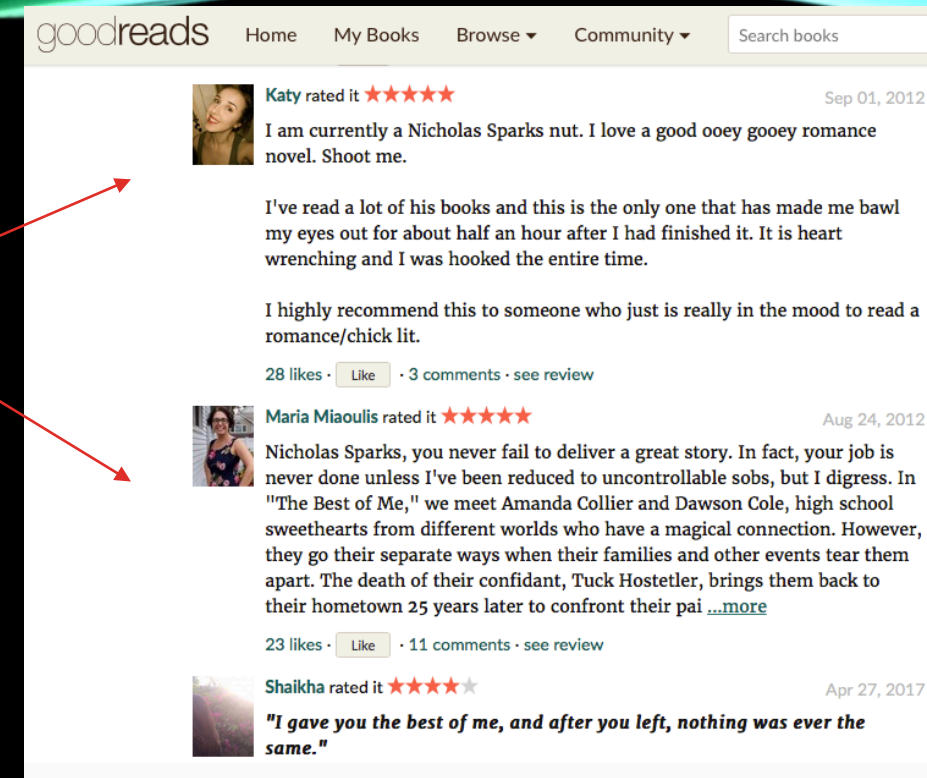 goodreads Home My Books Browse Community Search books
Katy rated it Sep 01, 2012
I am currently a Nicholas Sparks nut. I love a good ooey gooey romance
novel. Shoot me.
I've read a lot of his books and this is the only one that has made me bawl
my eyes out for about half an hour after I had finished it. It is heart
wrenching and I was hooked the entire time.
I highly recommend this to someone who just is really in the mood to read a
romance/chick lit.
28 likes · Like · 3 comments · see review
Maria Miaoulis rated it Aug 24, 2012
Nicholas Sparks, you never fail to deliver a great story. In fact, your job is
never done unless I've been reduced to uncontrollable sobs, but I digress. In
"The Best of Me," we meet Amanda Collier and Dawson Cole, high school
sweethearts from different worlds who have a magical connection. However,
they go their separate ways when their families and other events tear them
apart. The death of their confidant, Tuck Hostetler, brings them back to
their hometown 25 years later to confront their pai ...more
23 likes · Like · 11 comments · see review
Shaikha rated it Apr 27, 2017
"I gave you the best of me, and after you left, nothing was ever the
same."